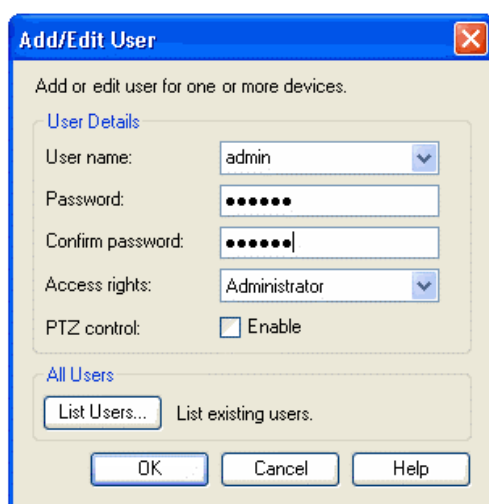 Add/Edit User
Add or edit user for one or more devices.
User Details
User name: admin
Password: ●●●●●●
Confirm password: ●●●●●●
Access rights: Administrator
PTZ control: Enable
All Users
List Users... List existing users.
OK Cancel Help